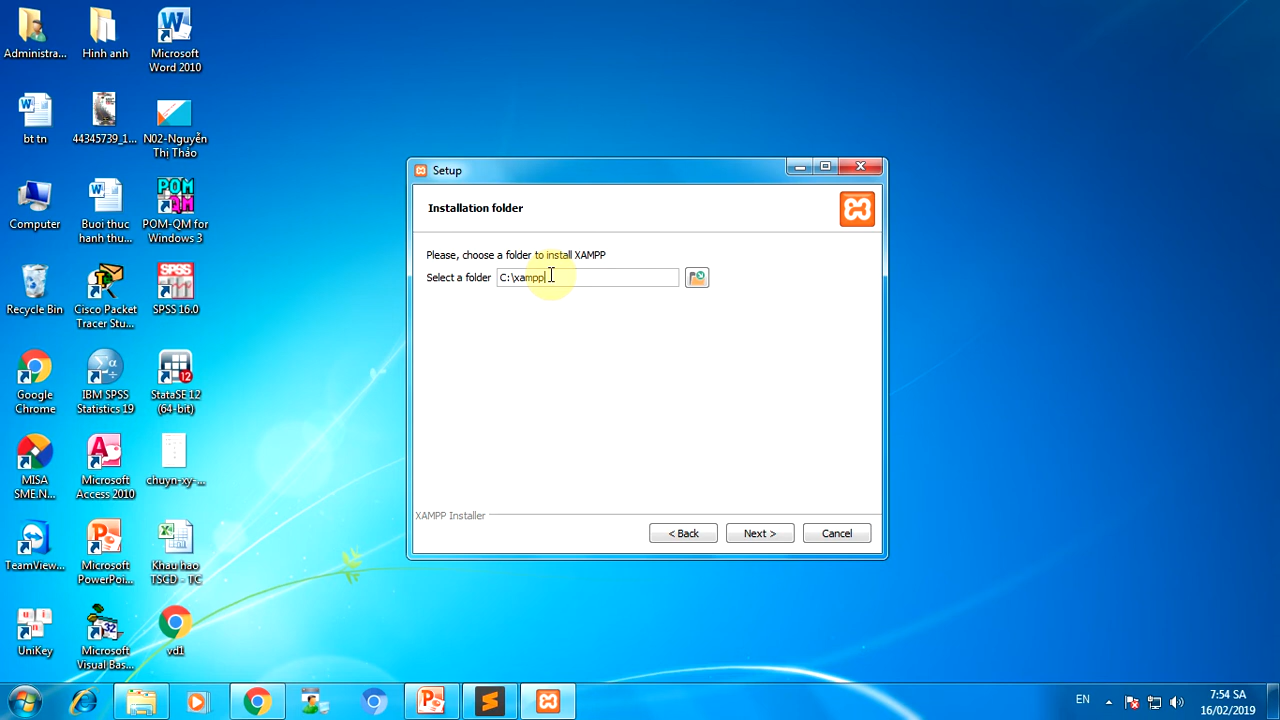 Administra...
Hinh anh
Microsoft
Word 2010
bt tn
44345739_1...
N02-Nguyễn
Thị Thảo
Computer
Buoi thuc
hanh thu...
POM-QM for
Windows 3
Recycle Bin
Cisco Packet
Tracer Stu...
SPSS 16.0
Google
Chrome
IBM SPSS
Statistics 19
StataSE 12
(64-bit)
MISA
SME.N...
Microsoft
Access 2010
chuyn-xy-...
TeamView...
Microsoft
PowerPoi...
Khau hao
TSCD - TC
UniKey
Microsoft
Visual Bas...
vd1
Setup
Installation folder
Please, choose a folder to install XAMPP
Select a folder C:\xampp
XAMPP Installer
< Back Next > Cancel
EN
7:54 SA
16/02/2019